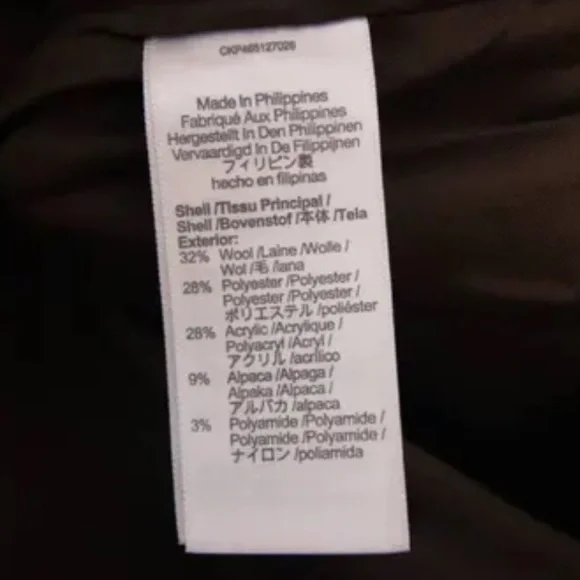 CKP465127026
Made In Philippines
Fabriqué Aux Philippines
Hergestellt In Den Philippinen
Vervaardigd In De Filippijnen
フィリピン製
hecho en filipinas
Shell /Tissu Principal /
Shell /Bovenstof /本体 /Tela
Exterior:
32% Wool /Laine /Wolle /
Wol /毛 /lana
28% Polyester /Polyester /
Polyester /Polyester /
ポリエステル /poliéster
28% Acrylic /Acrylique /
Polyacryl /Acryl /
アクリル /acrílico
9% Alpaca /Alpaga /
Alpaka /Alpaca /
アルパカ /alpaca
3% Polyamide /Polyamide /
Polyamide /Polyamide /
ナイロン /poliamida